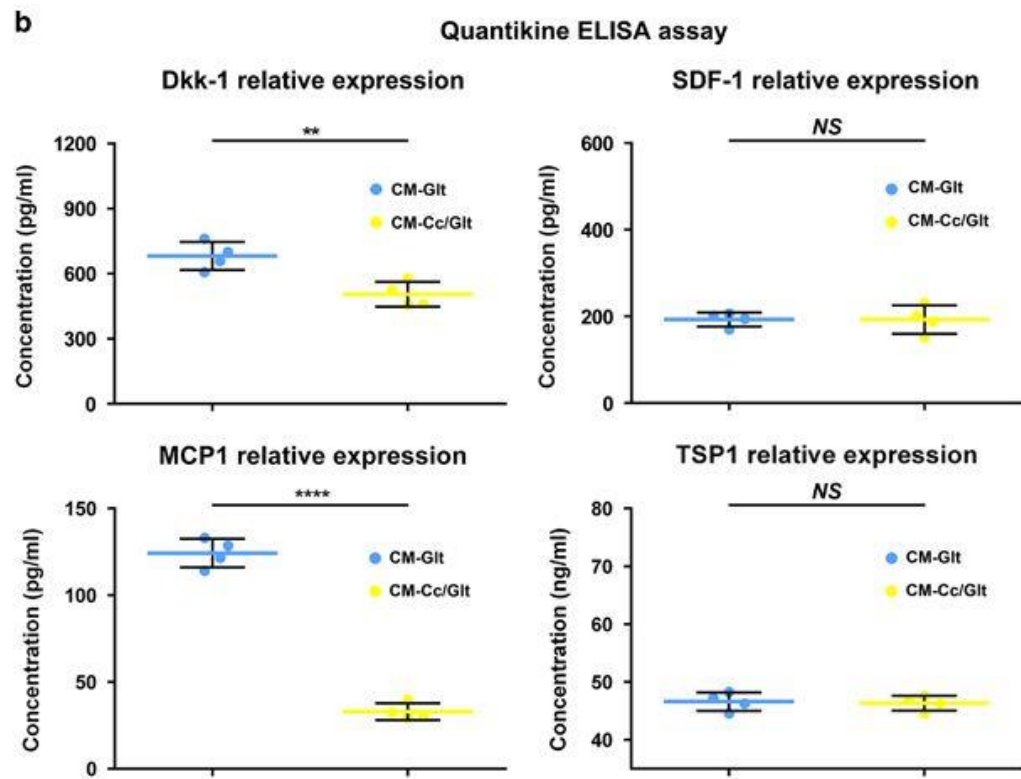 b
Quantikine ELISA assay
Dkk-1 relative expression
**
Concentration (pg/ml)
1200
900
600
300
0
CM-Glt
CM-Cc/Glt
SDF-1 relative expression
NS
Concentration (pg/ml)
600
400
200
0
CM-Glt
CM-Cc/Glt
MCP1 relative expression
****
Concentration (pg/ml)
150
100
50
0
CM-Glt
CM-Cc/Glt
TSP1 relative expression
NS
Concentration (ng/ml)
80
70
60
50
40
CM-Glt
CM-Cc/Glt